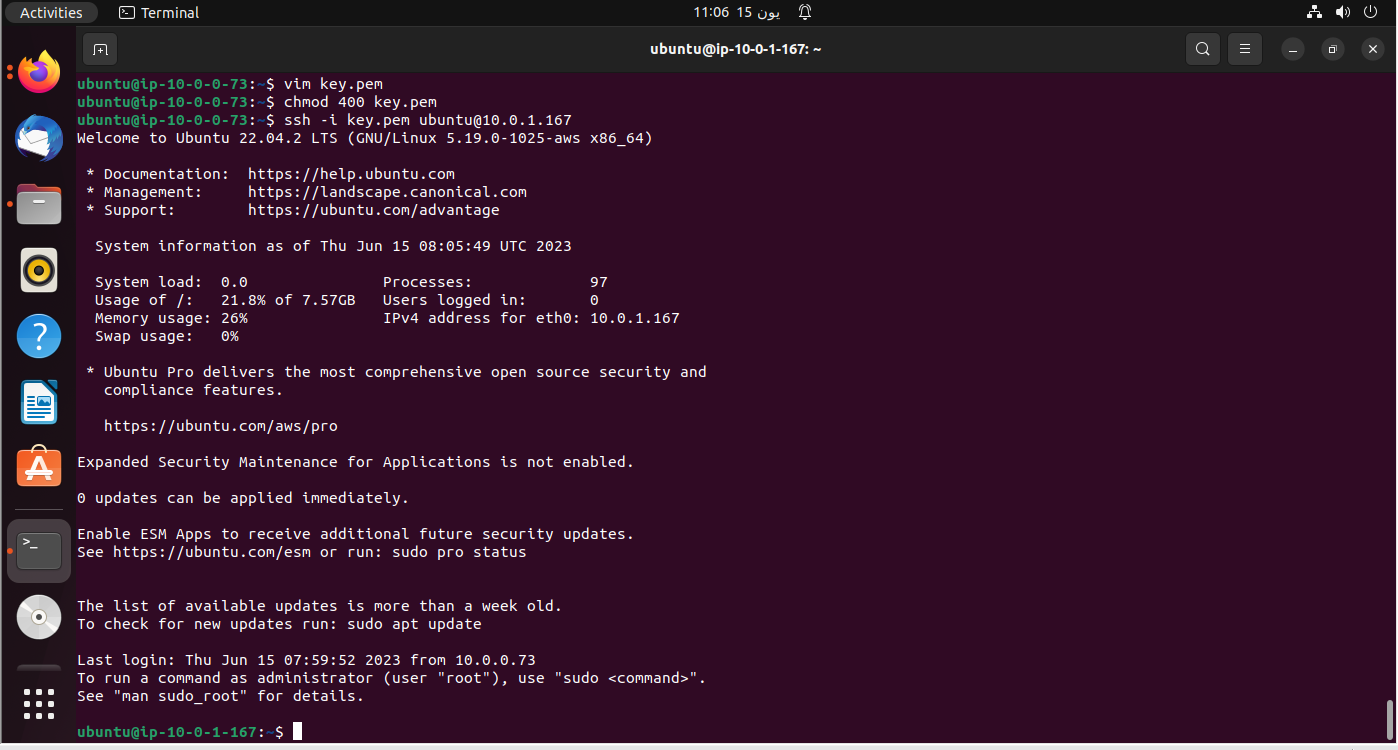 Activities
Terminal
11:06 15 يون
ubuntu@ip-10-0-1-167: ~
ubuntu@ip-10-0-0-73:~$ vim key.pem
ubuntu@ip-10-0-0-73:~$ chmod 400 key.pem
ubuntu@ip-10-0-0-73:~$ ssh -i key.pem ubuntu@10.0.1.167
Welcome to Ubuntu 22.04.2 LTS (GNU/Linux 5.19.0-1025-aws x86_64)
* Documentation:  https://help.ubuntu.com
* Management:     https://landscape.canonical.com
* Support:        https://ubuntu.com/advantage
System information as of Thu Jun 15 08:05:49 UTC 2023
System load:  0.0               Processes:             97
Usage of /:   21.8% of 7.57GB   Users logged in:       0
Memory usage: 26%               IPv4 address for eth0: 10.0.1.167
Swap usage:   0%
* Ubuntu Pro delivers the most comprehensive open source security and
compliance features.
https://ubuntu.com/aws/pro
Expanded Security Maintenance for Applications is not enabled.
0 updates can be applied immediately.
Enable ESM Apps to receive additional future security updates.
See https://ubuntu.com/esm or run: sudo pro status
The list of available updates is more than a week old.
To check for new updates run: sudo apt update
Last login: Thu Jun 15 07:59:52 2023 from 10.0.0.73
To run a command as administrator (user "root"), use "sudo <command>".
See "man sudo_root" for details.
ubuntu@ip-10-0-1-167:~$